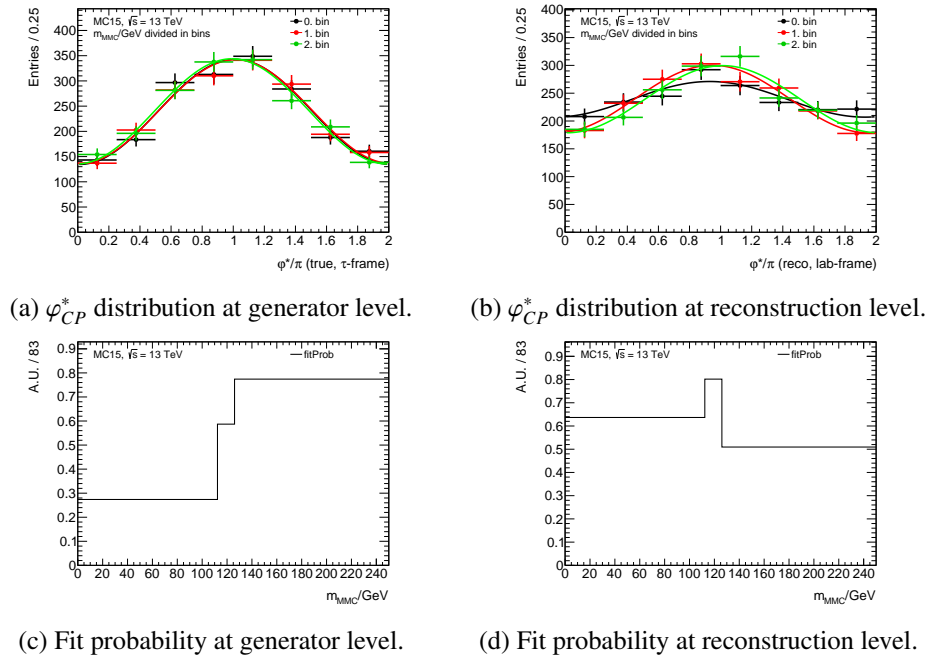 MC15, √s = 13 TeV
m_MMC/GeV divided in bins
0. bin
1. bin
2. bin
Entries / 0.25
400
350
300
250
200
150
100
50
0
0 0.2 0.4 0.6 0.8 1 1.2 1.4 1.6 1.8 2
φ*/π (true, τ-frame)
MC15, √s = 13 TeV
m_MMC/GeV divided in bins
0. bin
1. bin
2. bin
Entries / 0.25
400
350
300
250
200
150
100
50
0
0 0.2 0.4 0.6 0.8 1 1.2 1.4 1.6 1.8 2
φ*/π (reco, lab-frame)
(a) φ*_CP distribution at generator level.
(b) φ*_CP distribution at reconstruction level.
MC15, √s = 13 TeV
fitProb
A.U. / 83
0.9
0.8
0.7
0.6
0.5
0.4
0.3
0.2
0.1
0
0 20 40 60 80 100 120 140 160 180 200 220 240
m_MMC/GeV
MC15, √s = 13 TeV
fitProb
A.U. / 83
0.9
0.8
0.7
0.6
0.5
0.4
0.3
0.2
0.1
0
0 20 40 60 80 100 120 140 160 180 200 220 240
m_MMC/GeV
(c) Fit probability at generator level.
(d) Fit probability at reconstruction level.